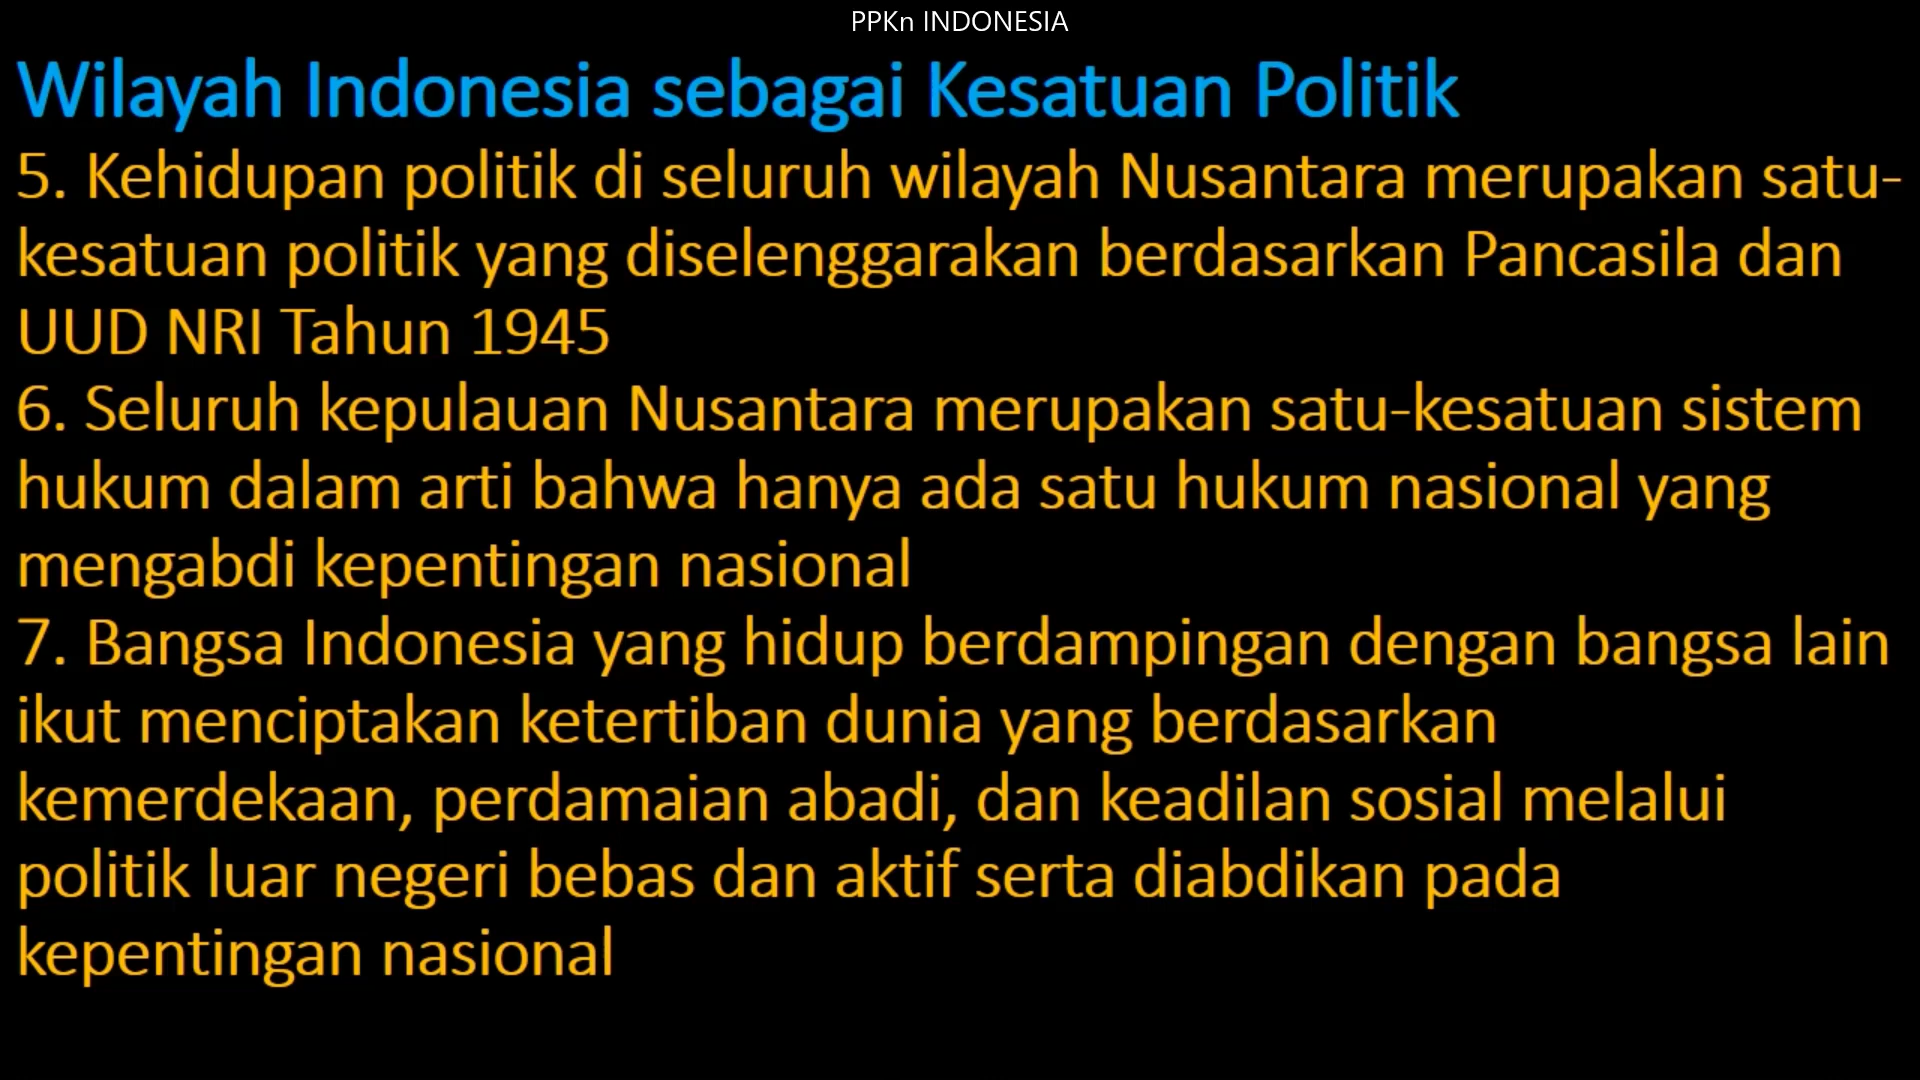 PPKn INDONESIA
Wilayah Indonesia sebagai Kesatuan Politik
5. Kehidupan politik di seluruh wilayah Nusantara merupakan satu-
kesatuan politik yang diselenggarakan berdasarkan Pancasila dan
UUD NRI Tahun 1945
6. Seluruh kepulauan Nusantara merupakan satu-kesatuan sistem
hukum dalam arti bahwa hanya ada satu hukum nasional yang
mengabdi kepentingan nasional
7. Bangsa Indonesia yang hidup berdampingan dengan bangsa lain
ikut menciptakan ketertiban dunia yang berdasarkan
kemerdekaan, perdamaian abadi, dan keadilan sosial melalui
politik luar negeri bebas dan aktif serta diabdikan pada
kepentingan nasional